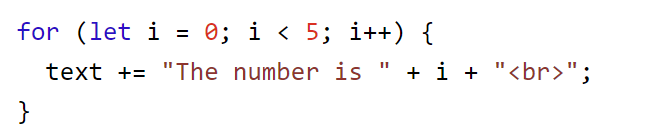 for (let i = 0; i < 5; i++) {
  text += "The number is " + i + "<br>";
}